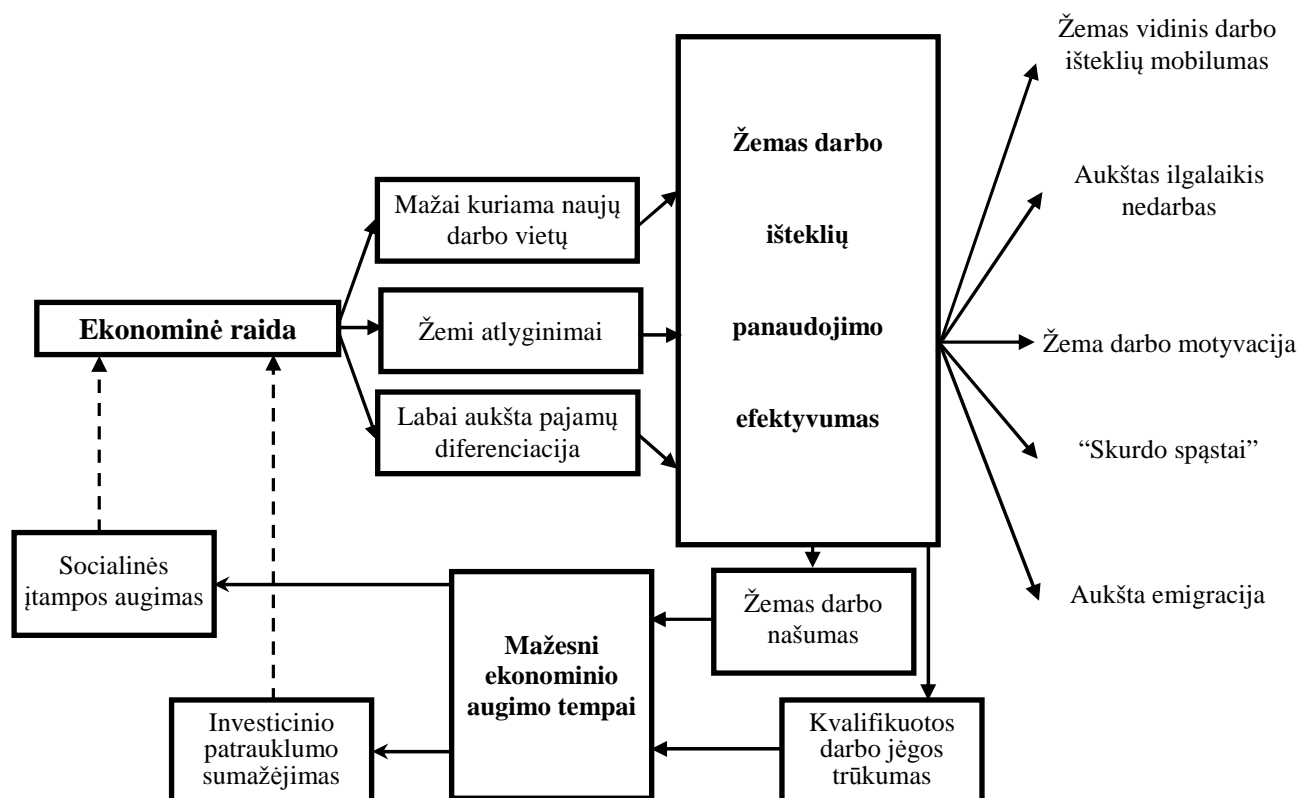 Žemas vidinis darbo
išteklių mobilumas
Žemas darbo
išteklių
panaudojimo
efektyvumas
Aukštas ilgalaikis
nedarbas
Mažai kuriama naujų
darbo vietų
Ekonominė raida
Žemi atlyginimai
Žema darbo motyvacija
Labai aukšta pajamų
diferenciacija
“Skurdo spąstai”
Socialinės
įtampos augimas
Mažesni
ekonominio
augimo tempai
Žemas darbo
našumas
Aukšta emigracija
Investicinio
patrauklumo
sumažėjimas
Kvalifikuotos
darbo jėgos
trūkumas